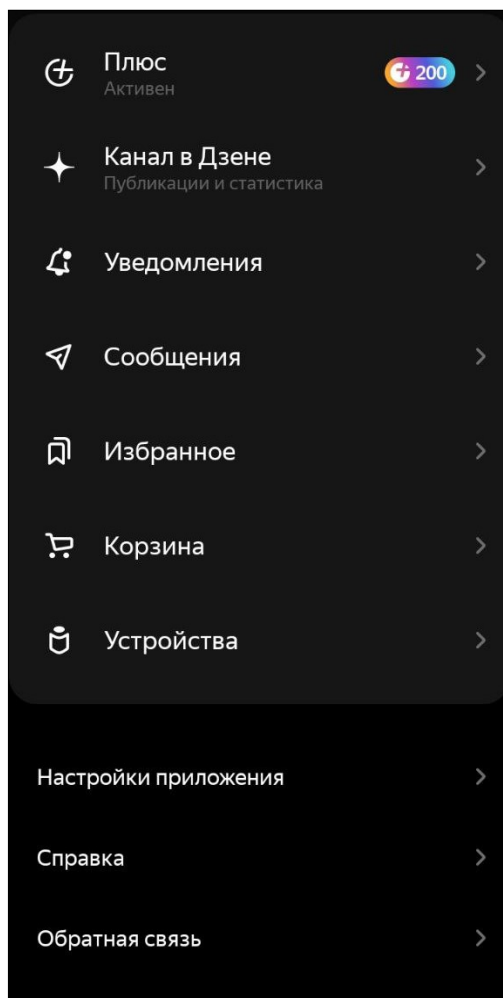 Плюс
200
Активен
Канал в Дзене
Публикации и статистика
Уведомления
Сообщения
Избранное
Корзина
Устройства
Настройки приложения
Справка
Обратная связь